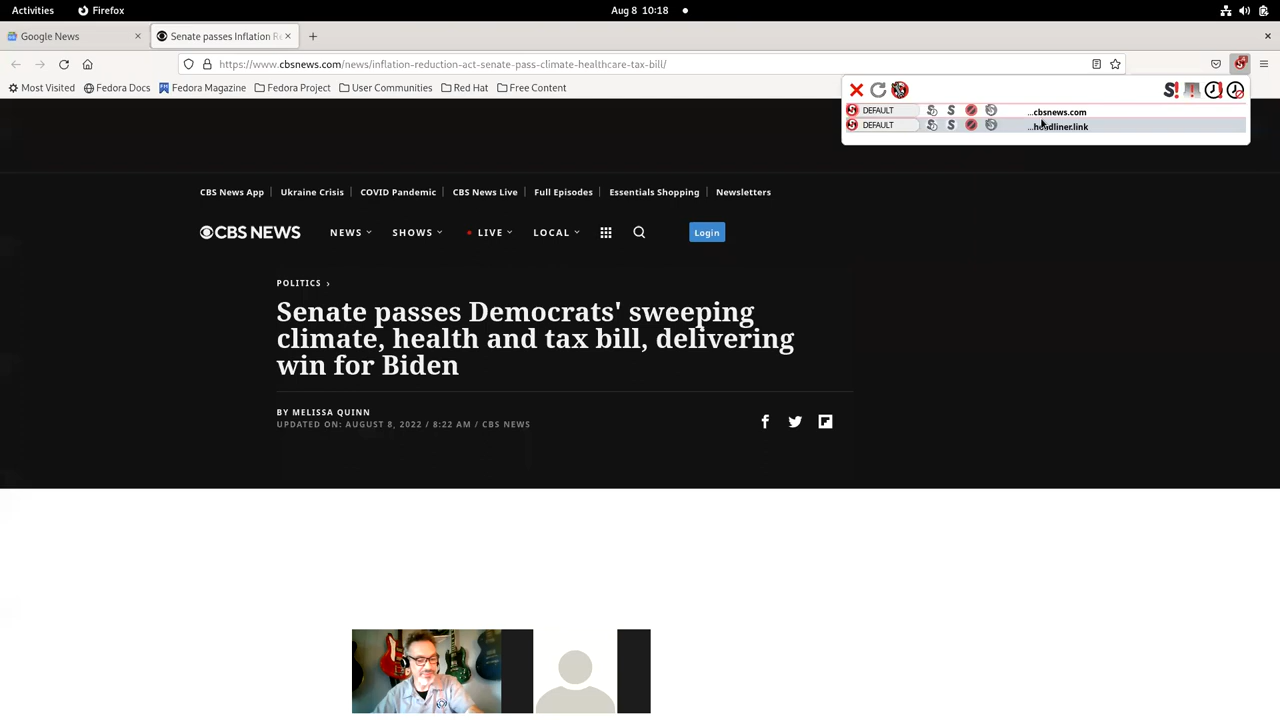 Activities
Firefox
Aug 8 10:18
Google News
Senate passes Inflation Re
https://www.cbsnews.com/news/inflation-reduction-act-senate-pass-climate-healthcare-tax-bill/
Most Visited
Fedora Docs
Fedora Magazine
Fedora Project
User Communities
Red Hat
Free Content
DEFAULT
...cbsnews.com
DEFAULT
...headliner.link
CBS News App
Ukraine Crisis
COVID Pandemic
CBS News Live
Full Episodes
Essentials Shopping
Newsletters
CBS NEWS
NEWS
SHOWS
LIVE
LOCAL
Login
POLITICS ›
Senate passes Democrats' sweeping
climate, health and tax bill, delivering
win for Biden
BY MELISSA QUINN
UPDATED ON: AUGUST 8, 2022 / 8:22 AM / CBS NEWS